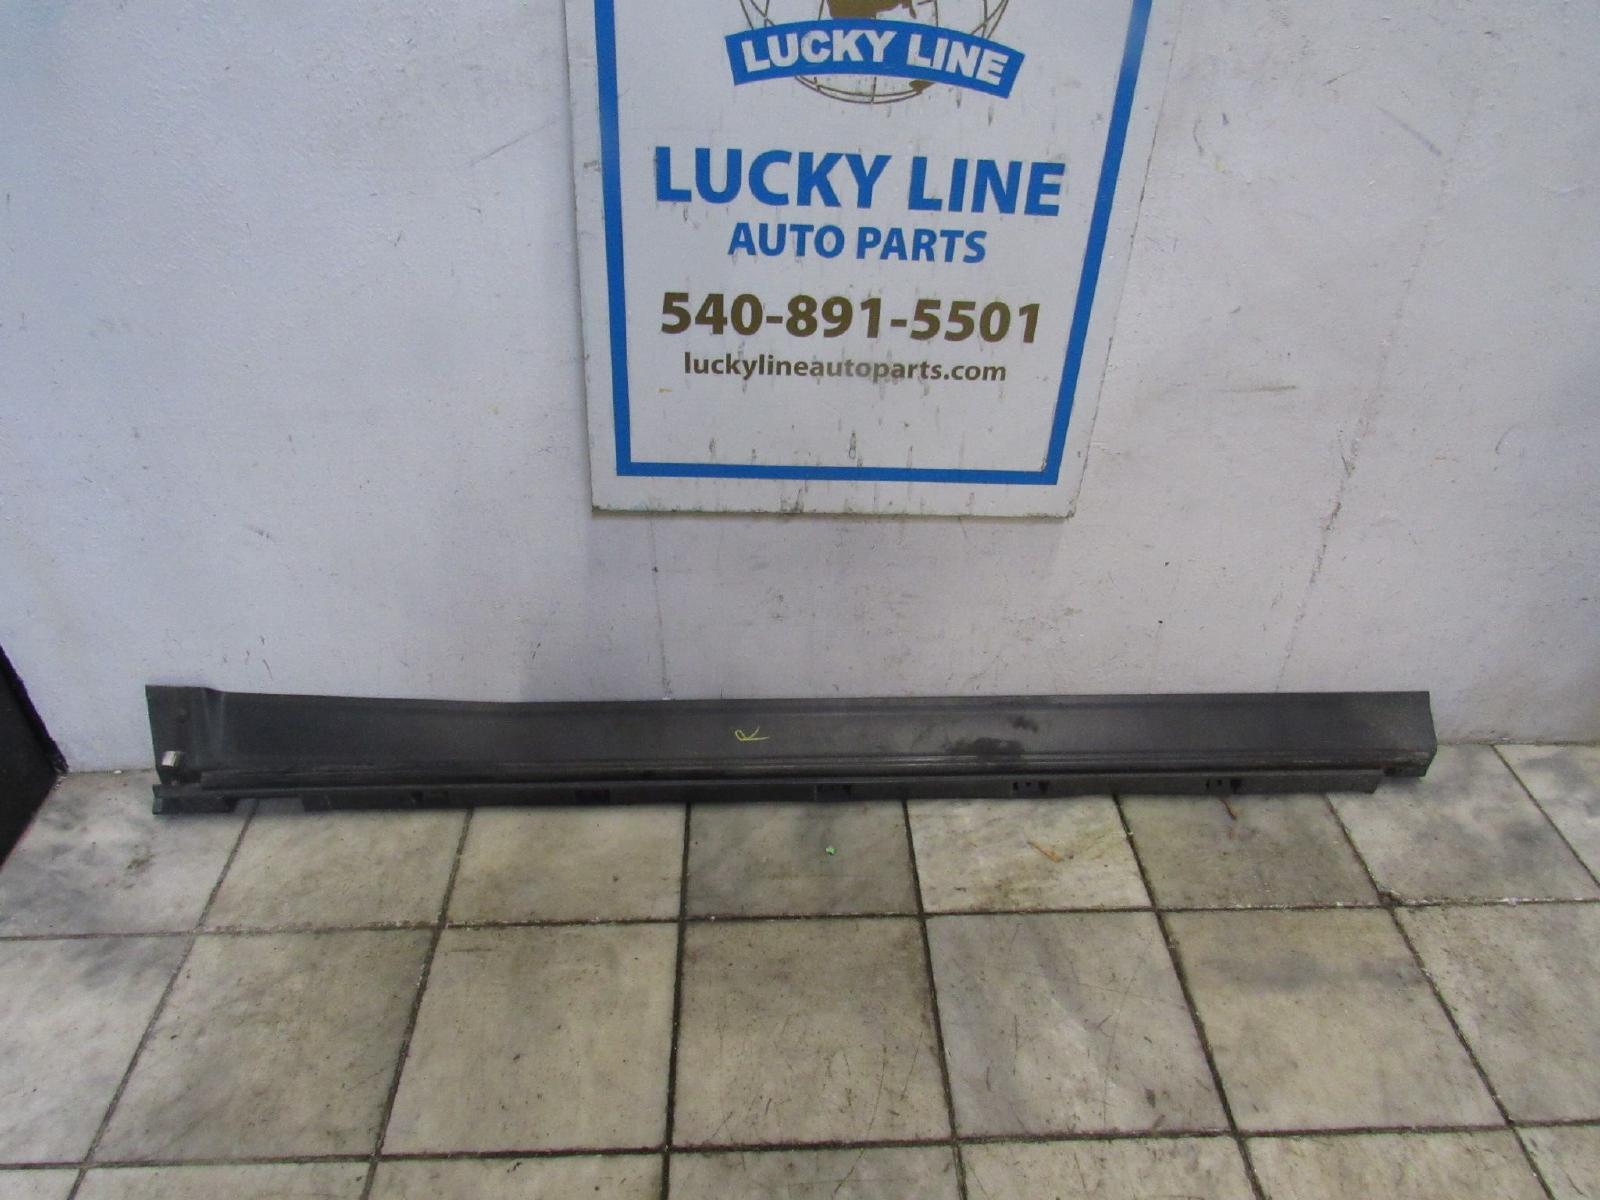 LUCKY LINE
LUCKY LINE
AUTO PARTS
540-891-5501
luckylineautoparts.com
R